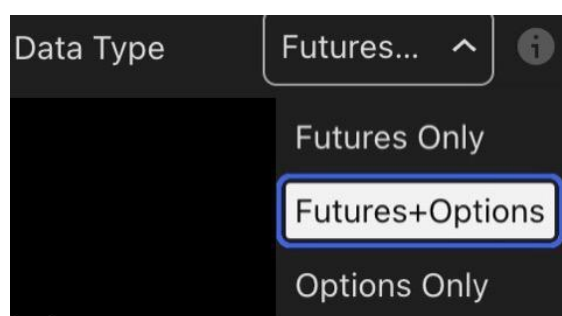 Data Type Futures...
Futures Only
Futures+Options
Options Only